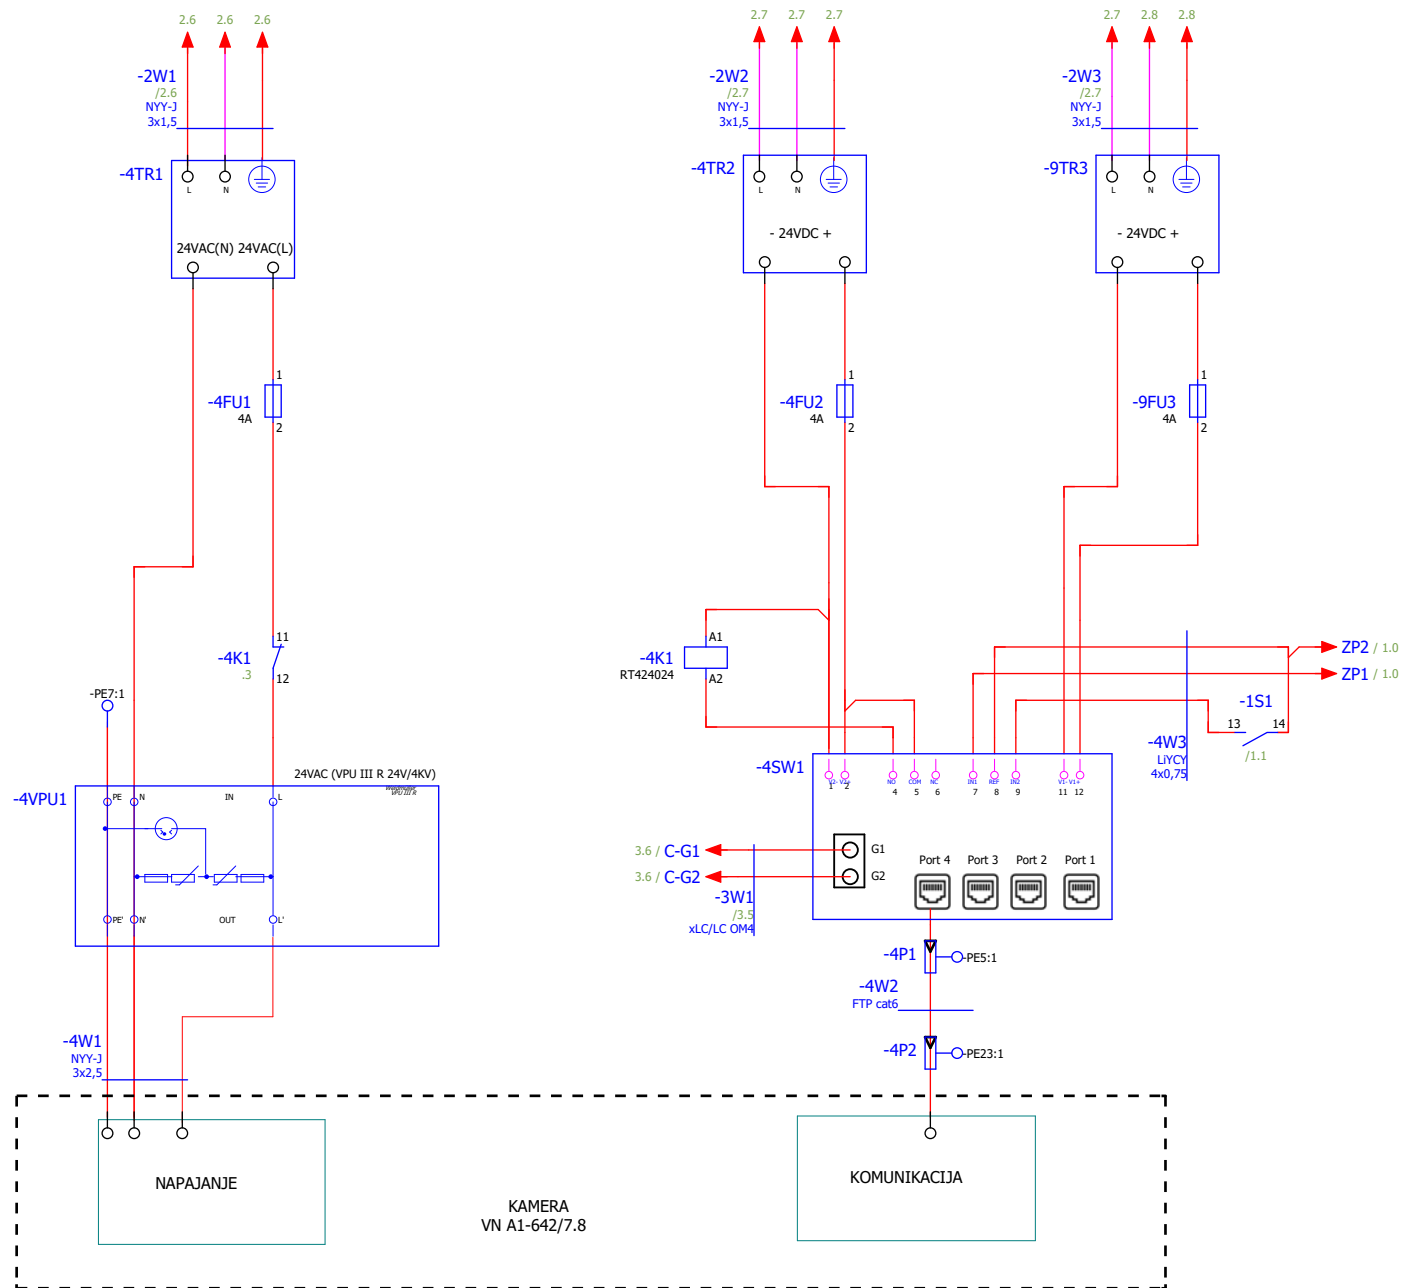 2.6 2.6 2.6
2.7 2.7 2.7
2.7 2.8 2.8
-2W1
/2.6
NYY-J
3x1,5
-2W2
/2.7
NYY-J
3x1,5
-2W3
/2.7
NYY-J
3x1,5
-4TR1
L N
24VAC(N) 24VAC(L)
-4TR2
L N
- 24VDC +
-9TR3
L N
- 24VDC +
-4FU1
4A
1
2
-4FU2
4A
1
2
-9FU3
4A
1
2
-4K1
.3
11
12
-4K1
RT424024
A1
A2
ZP2 / 1.0
ZP1 / 1.0
-1S1
13 14
/1.1
-4W3
LiYCY
4x0,75
-PE7:1
24VAC (VPU III R 24V/4KV)
Weidmuller
VPU III R
-4VPU1
PE N IN L
PE' N' OUT L'
-4SW1
V2- V2+ NO COM NC IN1 REF IN2 V1- V1+
1 2 4 5 6 7 8 9 11 12
3.6 / C-G1
3.6 / C-G2
G1
G2
Port 4 Port 3 Port 2 Port 1
-3W1
/3.5
xLC/LC OM4
-4P1
-PE5:1
-4W2
FTP cat6
-4P2
-PE23:1
-4W1
NYY-J
3x2,5
NAPAJANJE
KOMUNIKACIJA
KAMERA
VN A1-642/7.8